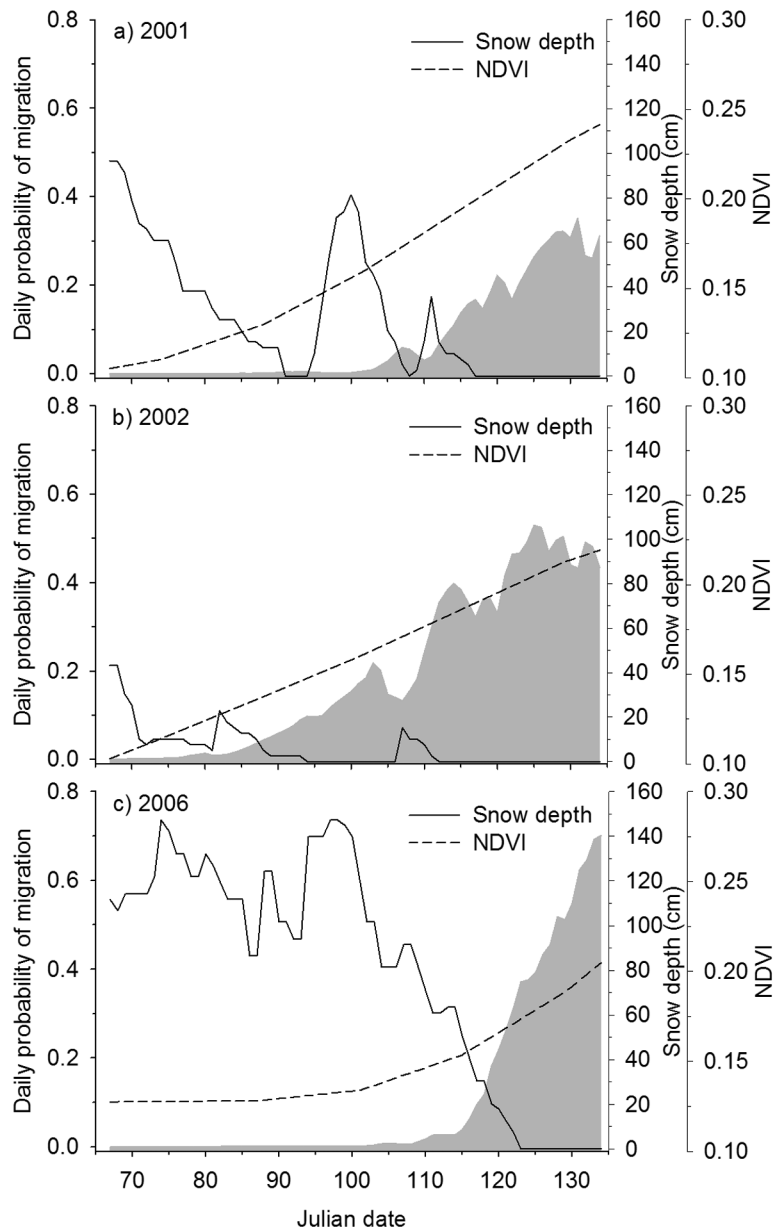 a) 2001
Snow depth
NDVI
Daily probability of migration
0.8
0.6
0.4
0.2
0.0
Snow depth (cm)
160
140
120
100
80
60
40
20
0
NDVI
0.30
0.25
0.20
0.15
0.10
b) 2002
Snow depth
NDVI
Daily probability of migration
0.8
0.6
0.4
0.2
0.0
Snow depth (cm)
160
140
120
100
80
60
40
20
0
NDVI
0.30
0.25
0.20
0.15
0.10
c) 2006
Snow depth
NDVI
Daily probability of migration
0.8
0.6
0.4
0.2
0.0
Snow depth (cm)
160
140
120
100
80
60
40
20
0
NDVI
0.30
0.25
0.20
0.15
0.10
70 80 90 100 110 120 130
Julian date